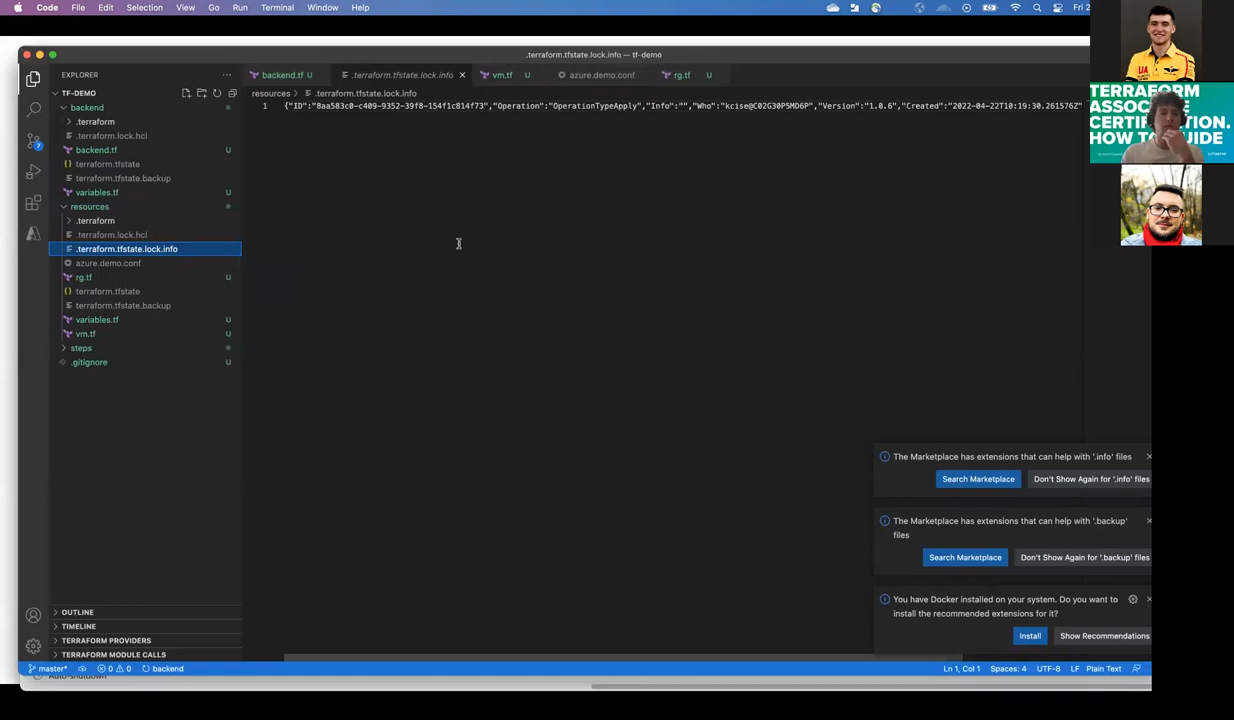 Code File Edit Selection View Go Run Terminal Window Help
Fri 2
.terraform.tfstate.lock.info — tf-demo
EXPLORER
TF-DEMO
backend
.terraform
.terraform.lock.hcl
backend.tf U
terraform.tfstate
terraform.tfstate.backup
variables.tf U
resources
.terraform
.terraform.lock.hcl
.terraform.tfstate.lock.info
azure.demo.conf
rg.tf U
terraform.tfstate
terraform.tfstate.backup
variables.tf U
vm.tf U
steps
.gitignore U
OUTLINE
TIMELINE
TERRAFORM PROVIDERS
TERRAFORM MODULE CALLS
backend.tf U
.terraform.tfstate.lock.info
vm.tf U
azure.demo.conf
rg.tf U
resources > .terraform.tfstate.lock.info
1 {"ID":"8aa583c0-c409-9352-39f8-154f1c814f73","Operation":"OperationTypeApply","Info":"","Who":"kcise@C02G30P5MD6P","Version":"1.0.6","Created":"2022-04-22T10:19:30.261576Z"
The Marketplace has extensions that can help with '.info' files
Search Marketplace
Don't Show Again for '.info' files
The Marketplace has extensions that can help with '.backup'
files
Search Marketplace
Don't Show Again for '.backup' files
You have Docker installed on your system. Do you want to
install the recommended extensions for it?
Install
Show Recommendations
master* 0 0 backend
Ln 1, Col 1 Spaces: 4 UTF-8 LF Plain Text
Auto-shutdown
UA
TERRAFORM
ASSOC
CERTIFICATION.
HOW TO GUIDE